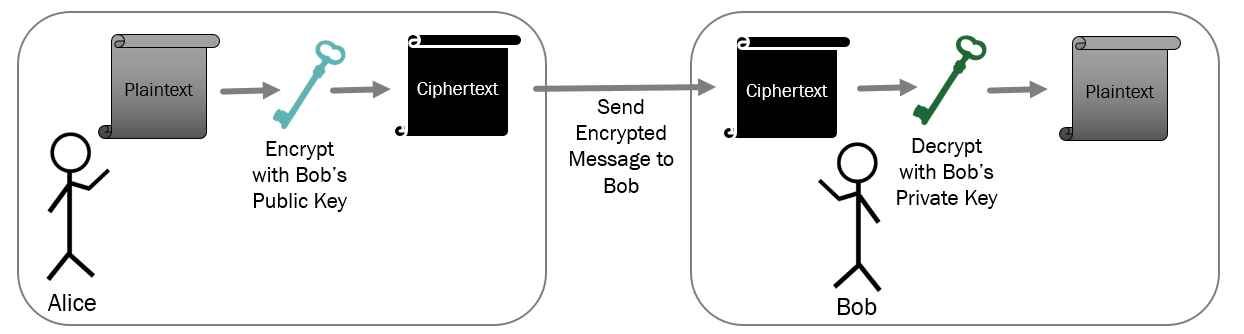 Plaintext
Encrypt
with Bob's
Public Key
Ciphertext
Alice
Send
Encrypted
Message to
Bob
Ciphertext
Decrypt
with Bob's
Private Key
Plaintext
Bob